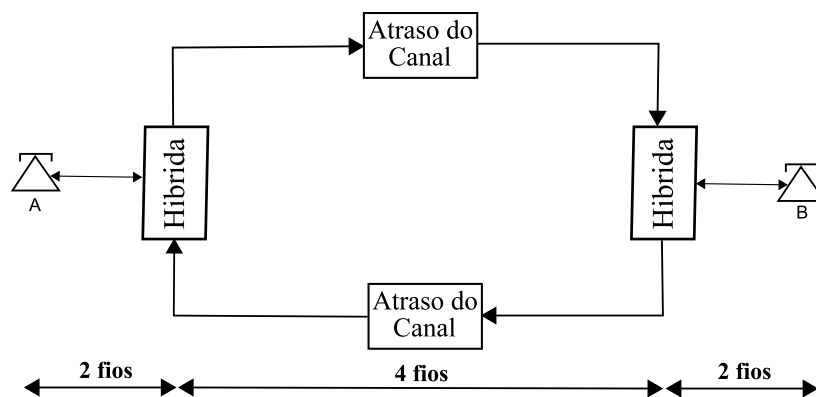 Atraso do
Canal
Hibrida
Hibrida
A
B
Atraso do
Canal
2 fios
4 fios
2 fios